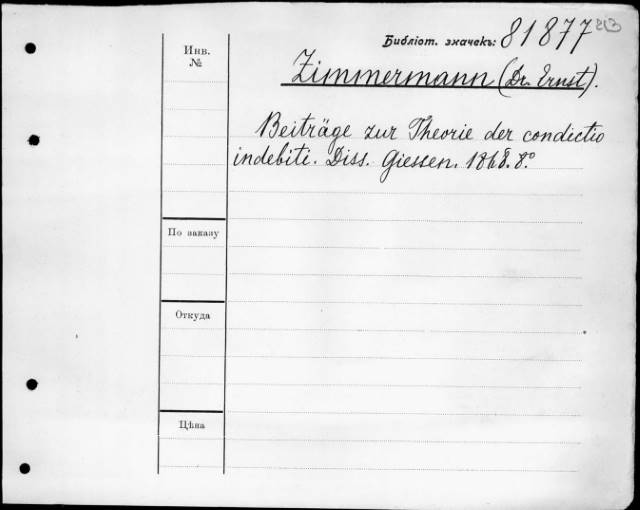 Библіот. значекъ: 81877
Инв. №
Zimmermann (Dr. Ernst).
Beiträge zur Theorie der condictio
indebiti. Diss. Giessen. 1868. 8.°
По заказу
Откуда
Цѣна